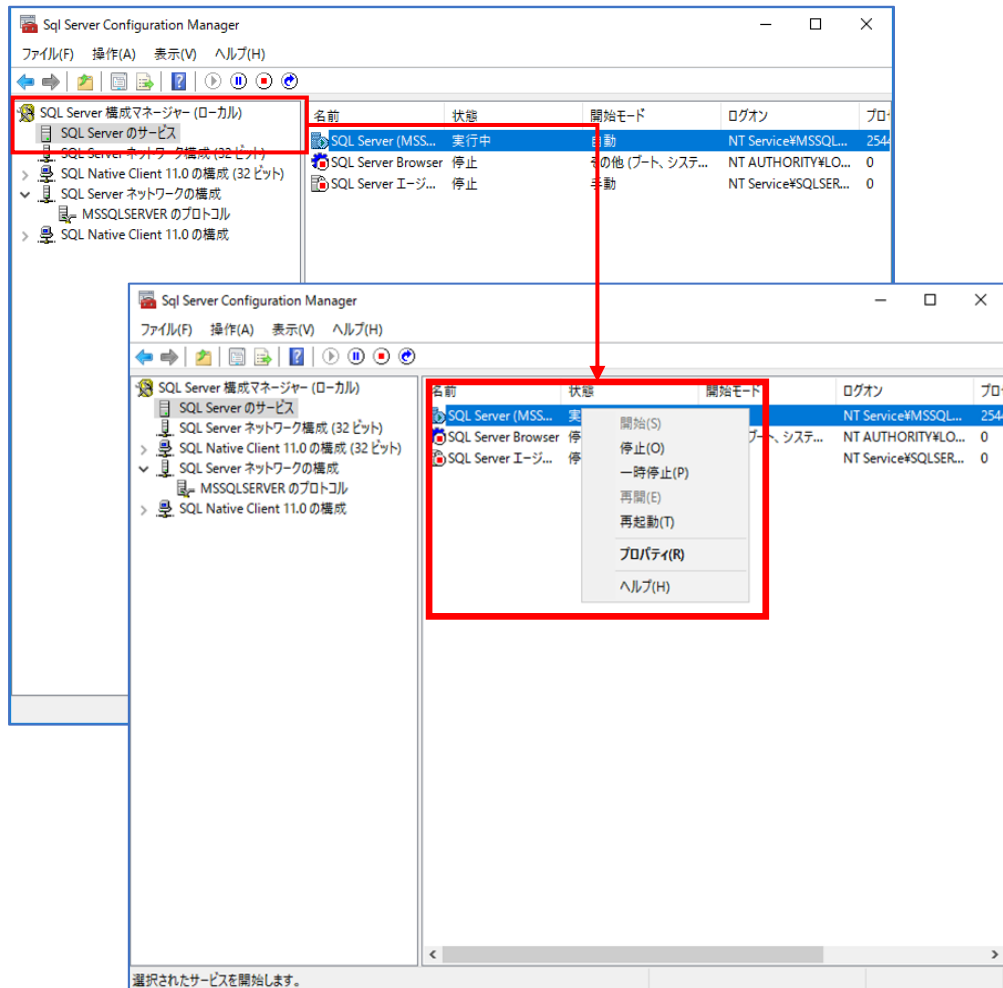 Sql Server Configuration Manager
ファイル(F) 操作(A) 表示(V) ヘルプ(H)
SQL Server 構成マネージャー (ローカル)
SQL Server のサービス
SQL Server ネットワーク構成 (32 ビット)
SQL Native Client 11.0 の構成 (32 ビット)
SQL Server ネットワークの構成
MSSQLSERVER のプロトコル
SQL Native Client 11.0 の構成
名前 状態 開始モード ログオン プロ
SQL Server (MSS... 実行中 自動 NT Service¥MSSQL... 2544
SQL Server Browser 停止 その他 (ブート、システ... NT AUTHORITY¥LO... 0
SQL Server エージ... 停止 手動 NT Service¥SQLSER... 0
Sql Server Configuration Manager
ファイル(F) 操作(A) 表示(V) ヘルプ(H)
SQL Server 構成マネージャー (ローカル)
SQL Server のサービス
SQL Server ネットワーク構成 (32 ビット)
SQL Native Client 11.0 の構成 (32 ビット)
SQL Server ネットワークの構成
MSSQLSERVER のプロトコル
SQL Native Client 11.0 の構成
名前 状態 開始モード ログオン プロ
SQL Server (MSS... 実 NT Service¥MSSQL... 2544
SQL Server Browser 停 ブート、システ... NT AUTHORITY¥LO... 0
SQL Server エージ... 停 NT Service¥SQLSER... 0
開始(S)
停止(O)
一時停止(P)
再開(E)
再起動(T)
プロパティ(R)
ヘルプ(H)
選択されたサービスを開始します。